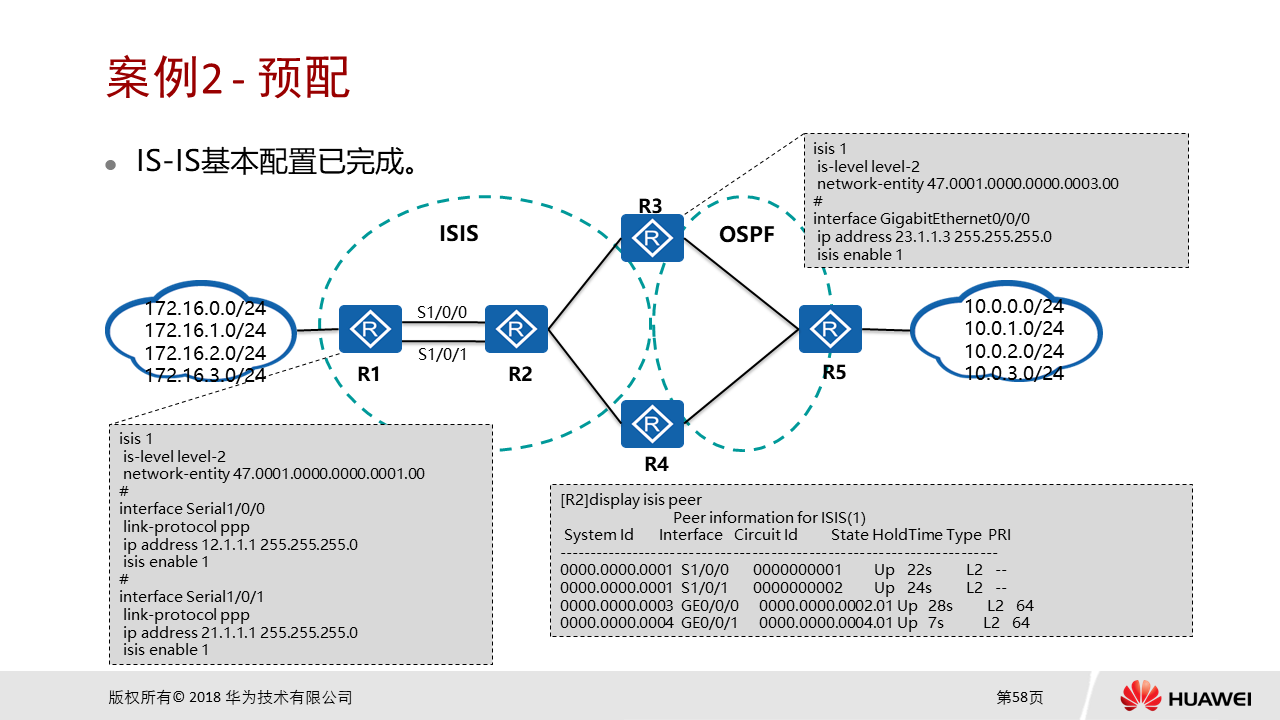 案例2 - 预配
IS-IS基本配置已完成。
isis 1
is-level level-2
network-entity 47.0001.0000.0000.0003.00
#
interface GigabitEthernet0/0/0
ip address 23.1.1.3 255.255.255.0
isis enable 1
R3
ISIS
OSPF
172.16.0.0/24
172.16.1.0/24
172.16.2.0/24
172.16.3.0/24
R
R
R
R
R
S1/0/0
S1/0/1
R1
R2
R5
10.0.0.0/24
10.0.1.0/24
10.0.2.0/24
10.0.3.0/24
R4
isis 1
is-level level-2
network-entity 47.0001.0000.0000.0001.00
#
interface Serial1/0/0
link-protocol ppp
ip address 12.1.1.1 255.255.255.0
isis enable 1
#
interface Serial1/0/1
link-protocol ppp
ip address 21.1.1.1 255.255.255.0
isis enable 1
[R2]display isis peer
Peer information for ISIS(1)
System Id Interface Circuit Id State HoldTime Type PRI
--------------------------------------------------------------------------
0000.0000.0001 S1/0/0 0000000001 Up 22s L2 --
0000.0000.0001 S1/0/1 0000000002 Up 24s L2 --
0000.0000.0003 GE0/0/0 0000.0000.0002.01 Up 28s L2 64
0000.0000.0004 GE0/0/1 0000.0000.0004.01 Up 7s L2 64
版权所有© 2018 华为技术有限公司
第58页
HUAWEI